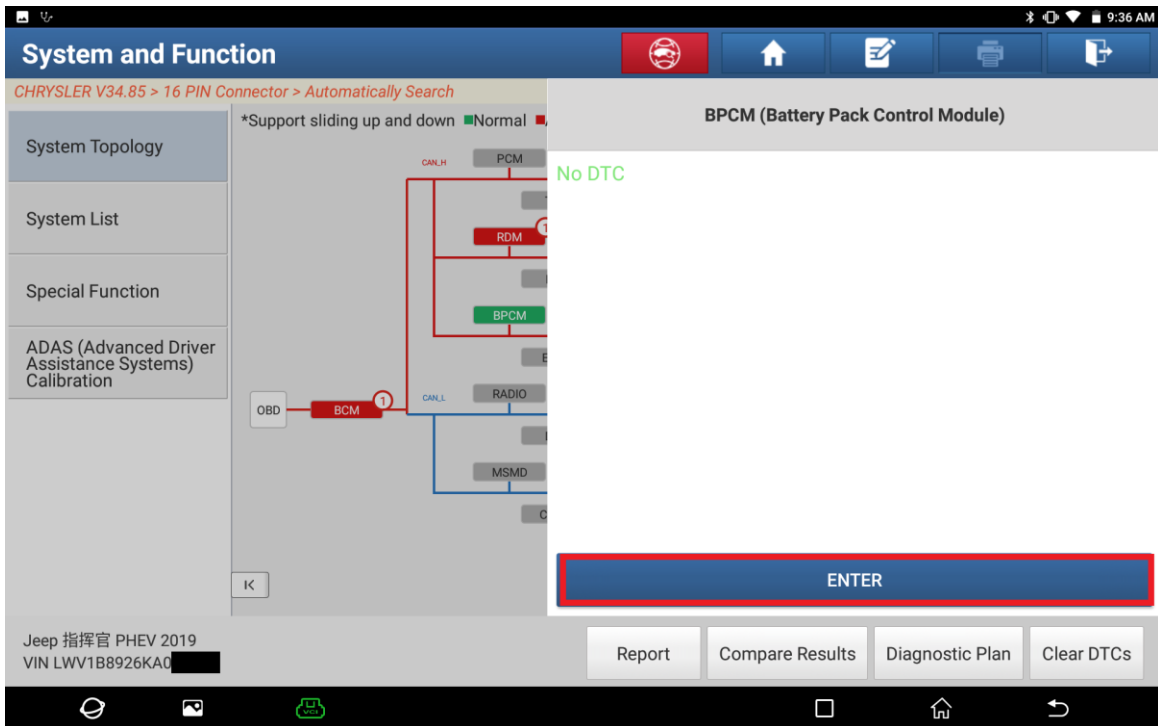 9:36 AM
System and Function
CHRYSLER V34.85 > 16 PIN Connector > Automatically Search
System Topology
System List
Special Function
ADAS (Advanced Driver
Assistance Systems)
Calibration
*Support sliding up and down ■Normal ■
CAN_H
PCM
RDM
1
BPCM
OBD
BCM
1
CAN_L
RADIO
MSMD
BPCM (Battery Pack Control Module)
No DTC
ENTER
Jeep 指挥官 PHEV 2019
VIN LWV1B8926KA0
Report
Compare Results
Diagnostic Plan
Clear DTCs
VCI